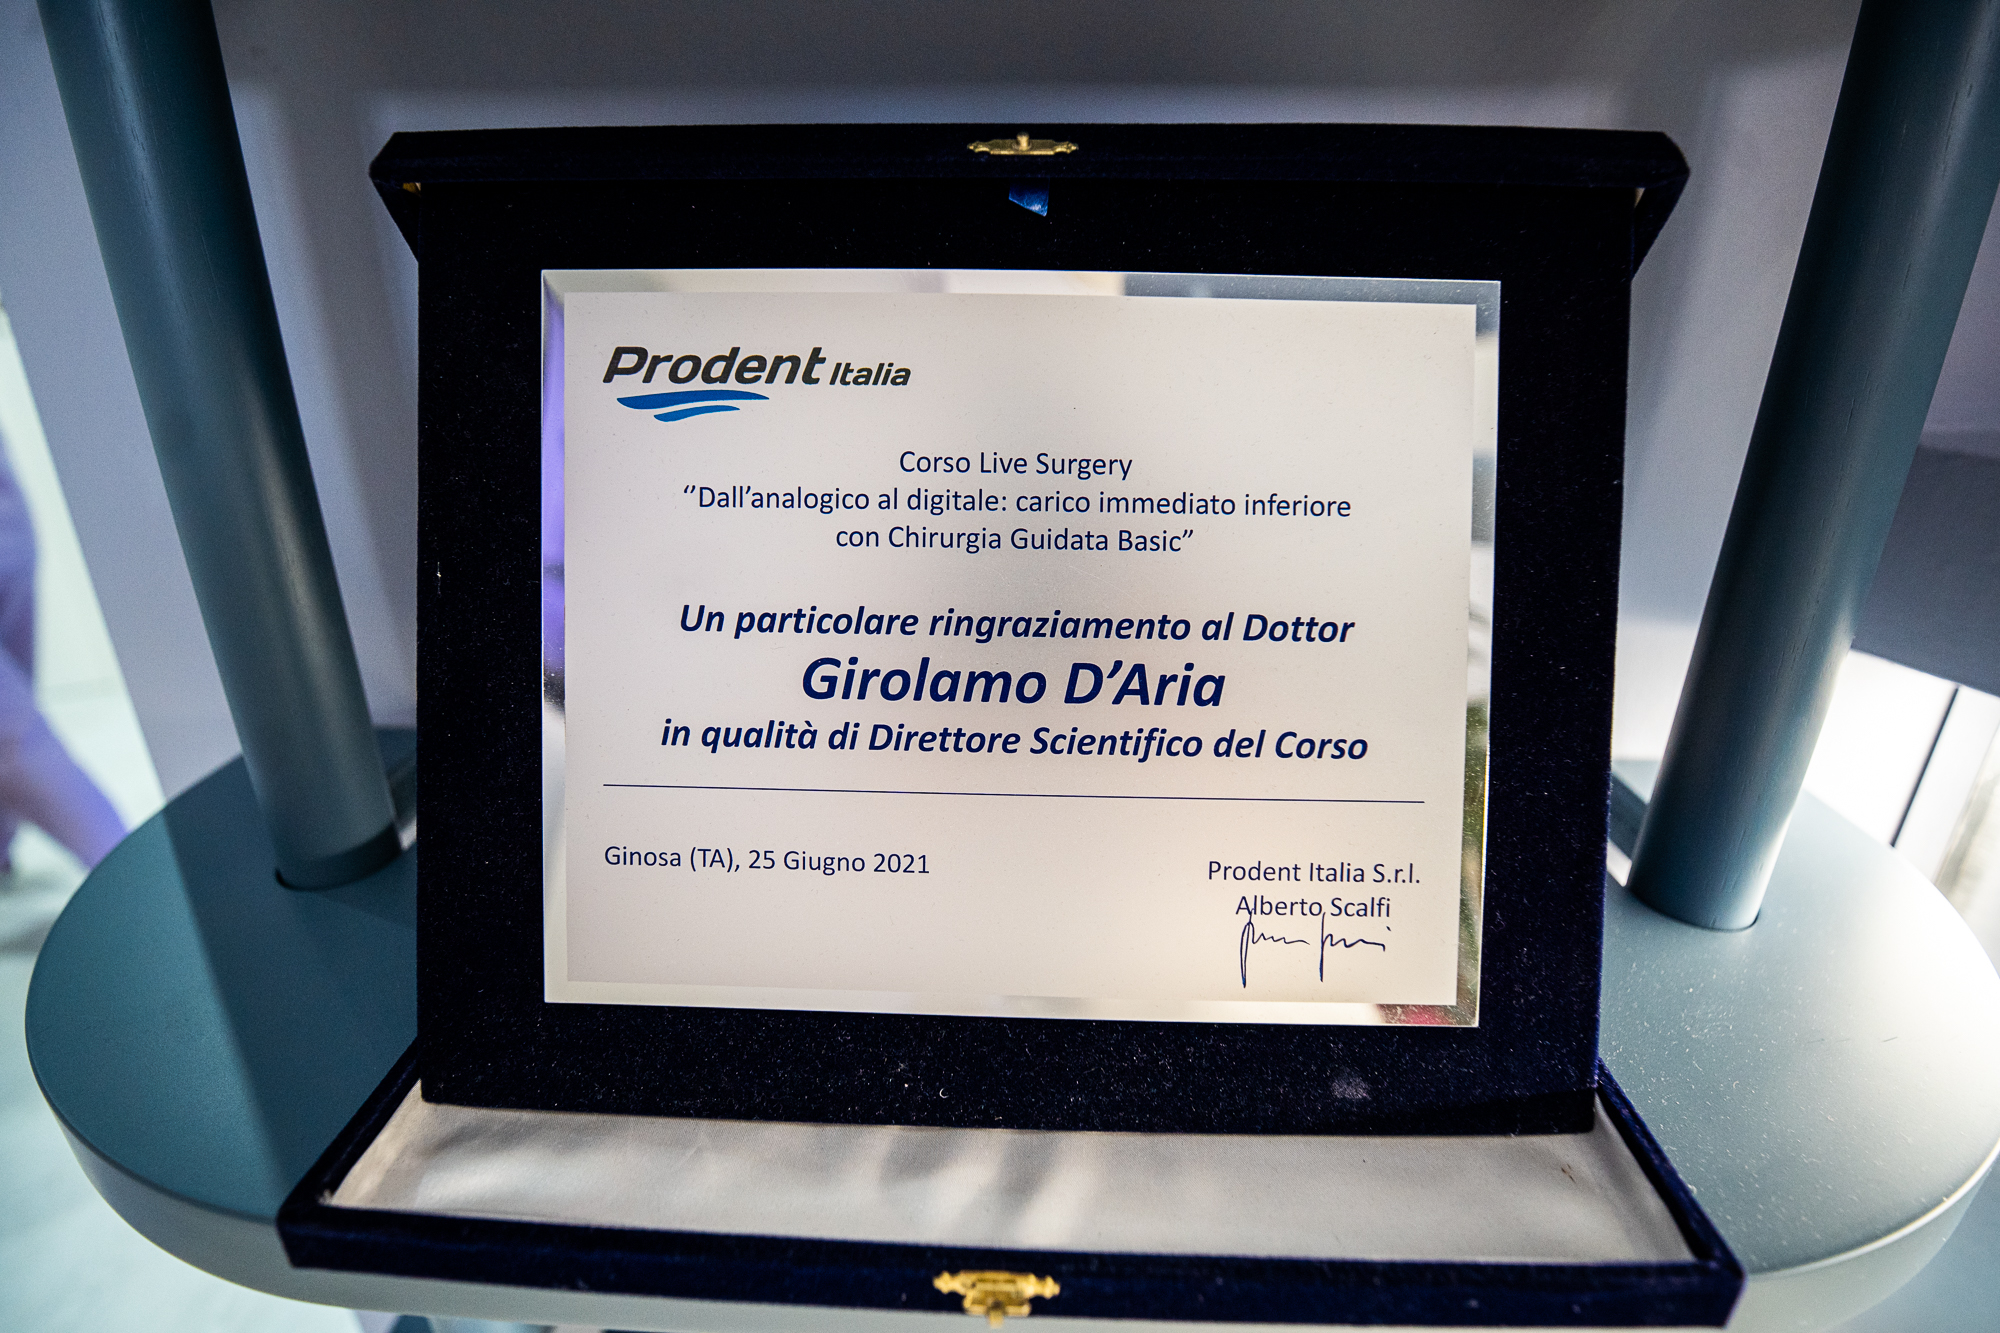 Prodent Italia
Corso Live Surgery
‘’Dall’analogico al digitale: carico immediato inferiore
con Chirurgia Guidata Basic”
Un particolare ringraziamento al Dottor
Girolamo D’Aria
in qualità di Direttore Scientifico del Corso
Ginosa (TA), 25 Giugno 2021
Prodent Italia S.r.l.
Alberto Scalfi